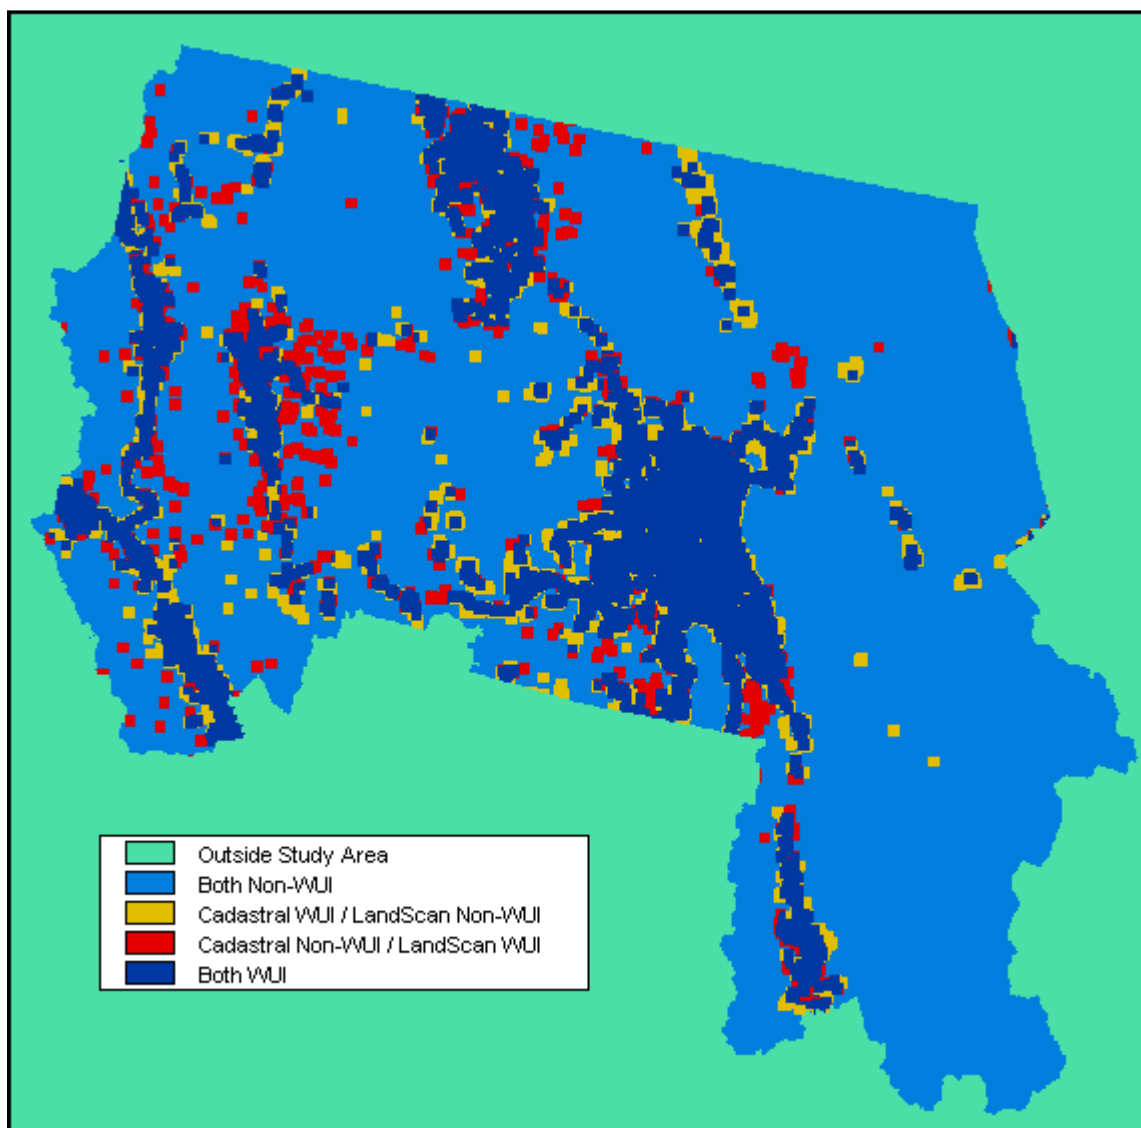 Outside Study Area
Both Non-WUI
Cadastral WUI / LandScan Non-WUI
Cadastral Non-WUI / LandScan WUI
Both WUI